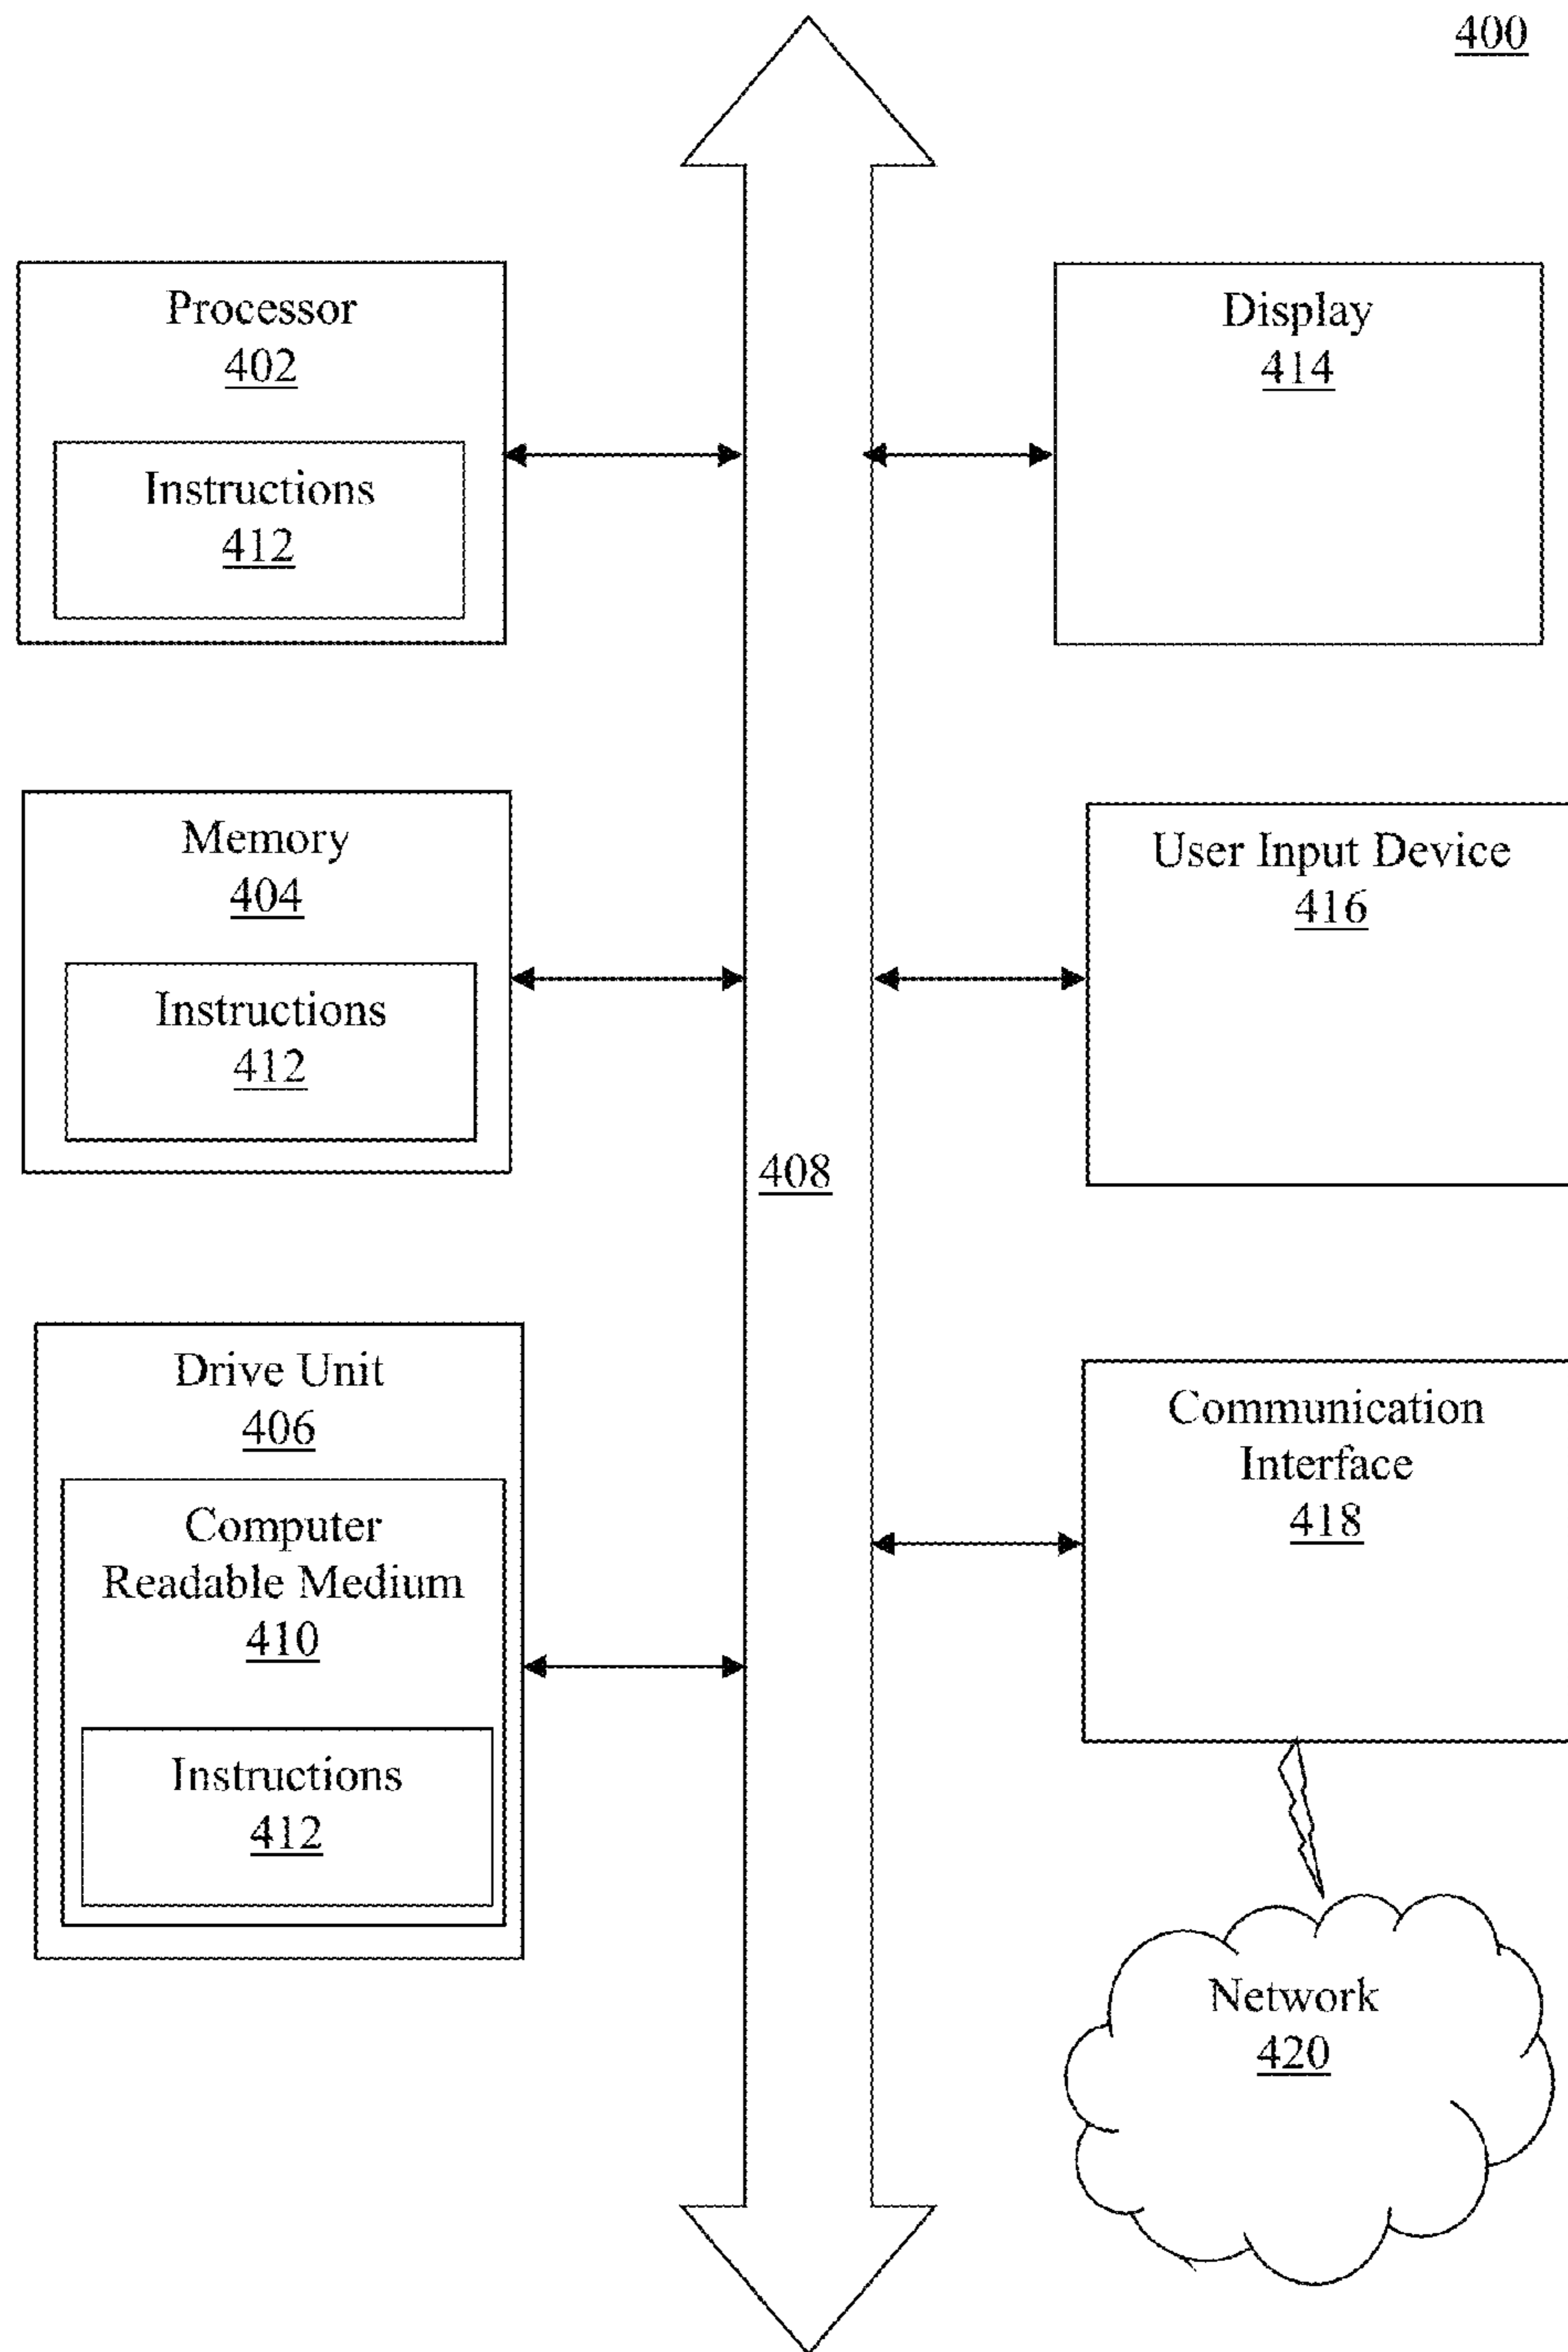 400
Processor
402
Instructions
412
Display
414
Memory
404
Instructions
412
User Input Device
416
408
Drive Unit
406
Computer
Readable Medium
410
Instructions
412
Communication
Interface
418
Network
420